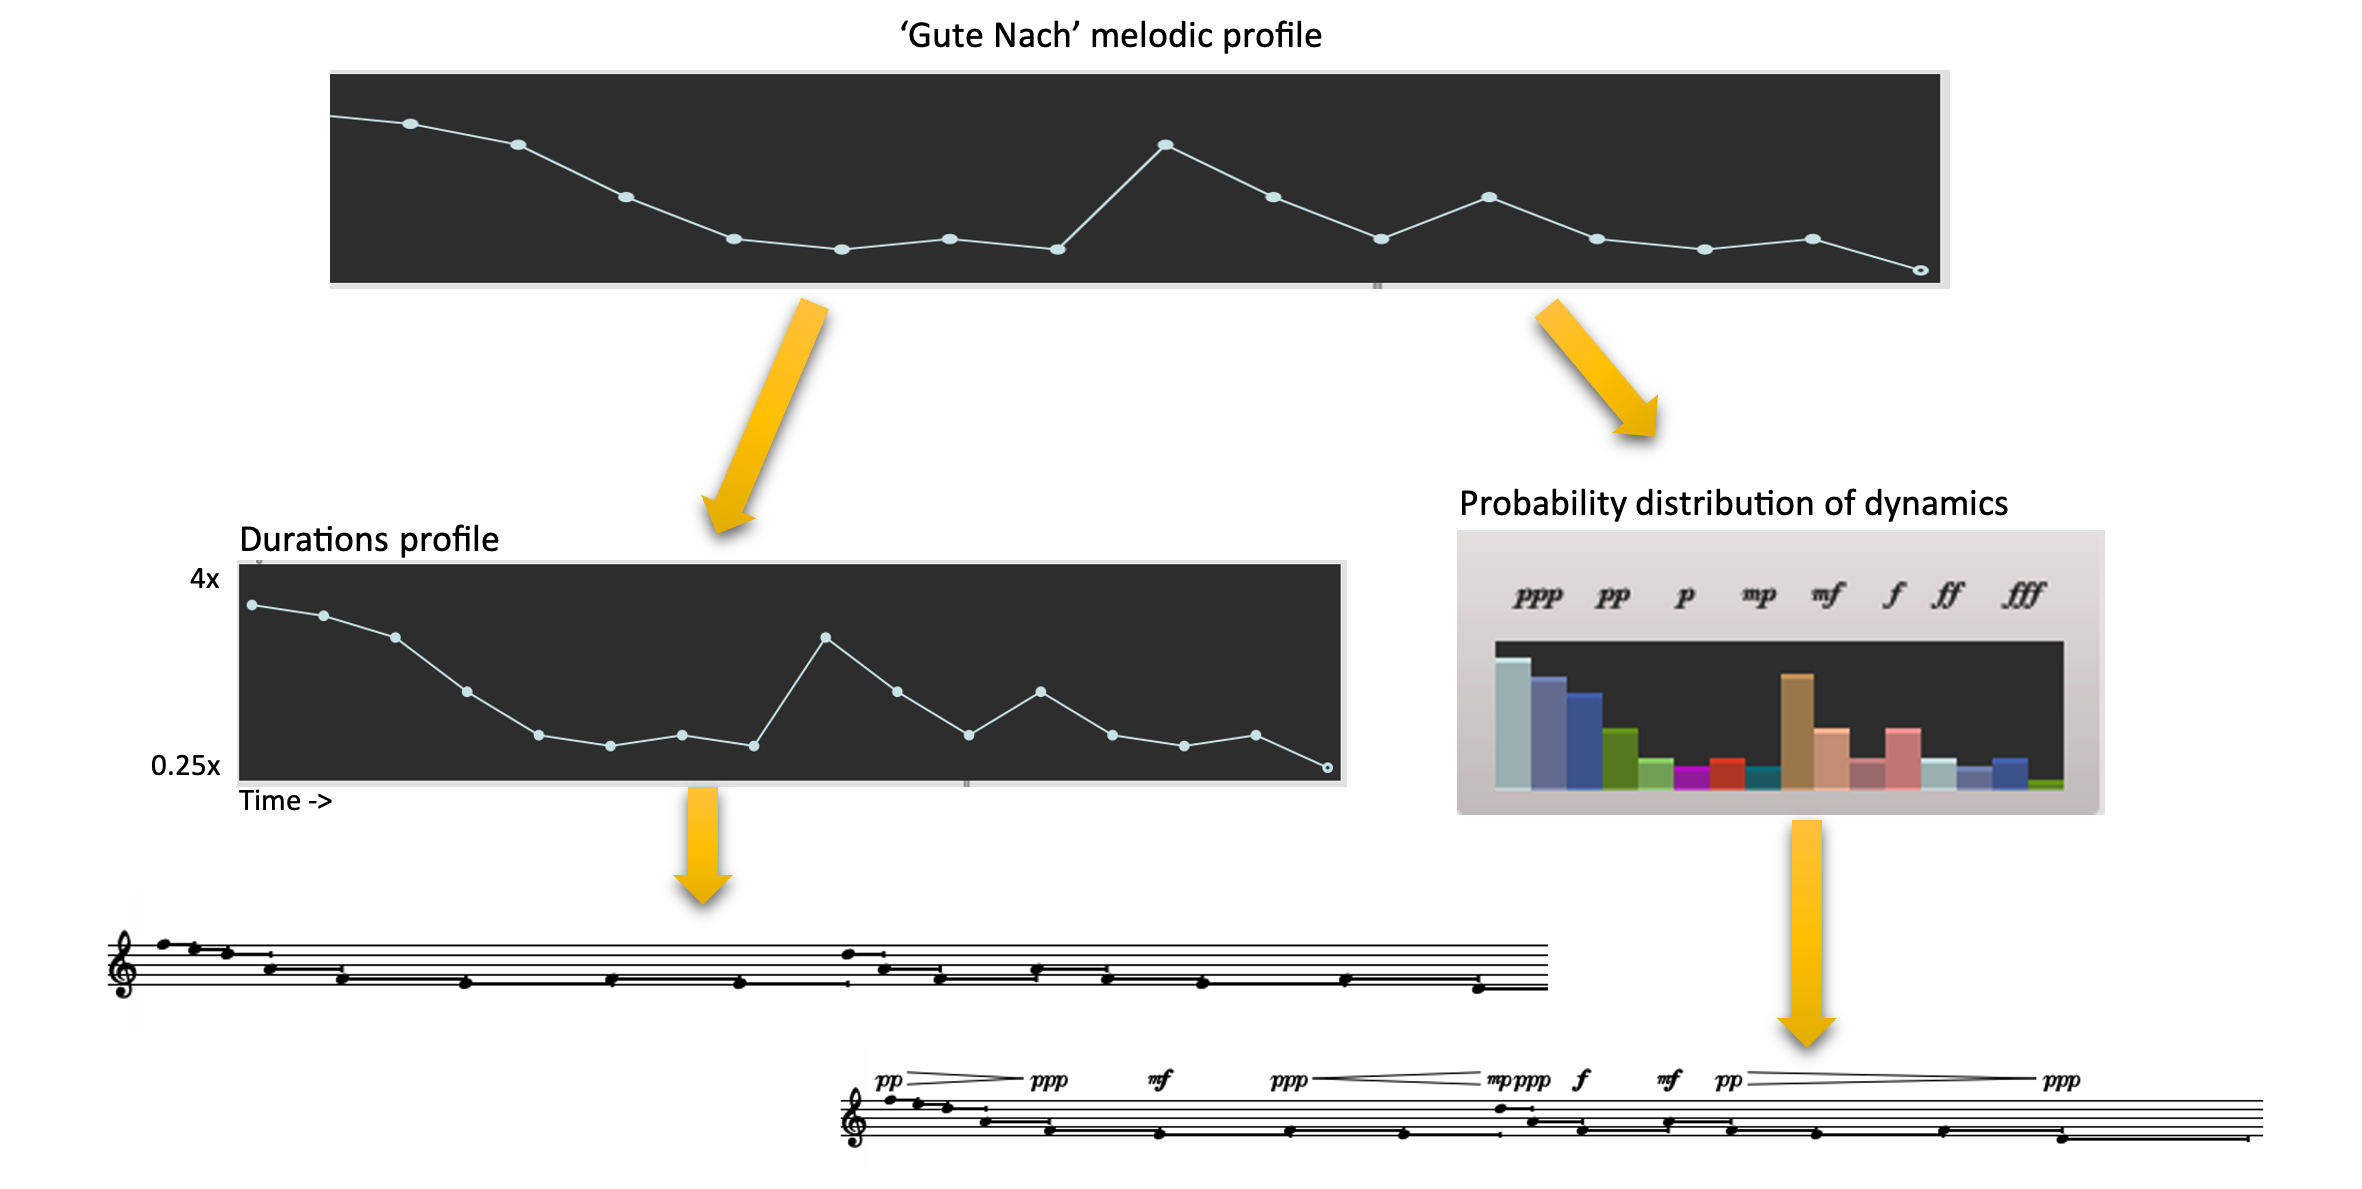 ‘Gute Nach’ melodic profile
Durations profile
4x
0.25x
Time ->
Probability distribution of dynamics
ppp pp p mp mf f ff fff
pp ppp mf ppp mp ppp f mf pp ppp